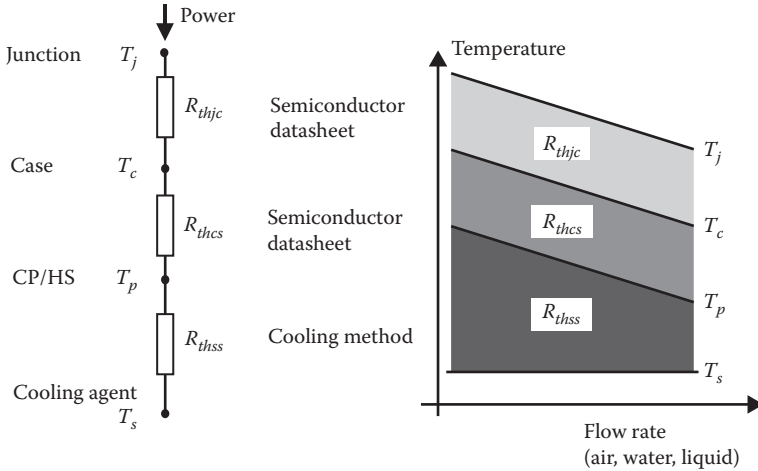 Power
Junction T_j
R_thjc
Semiconductor
datasheet
Case T_c
R_thcs
Semiconductor
datasheet
CP/HS T_p
R_thss
Cooling method
Cooling agent
T_s
Temperature
R_thjc
T_j
R_thcs
T_c
R_thss
T_p
T_s
Flow rate
(air, water, liquid)